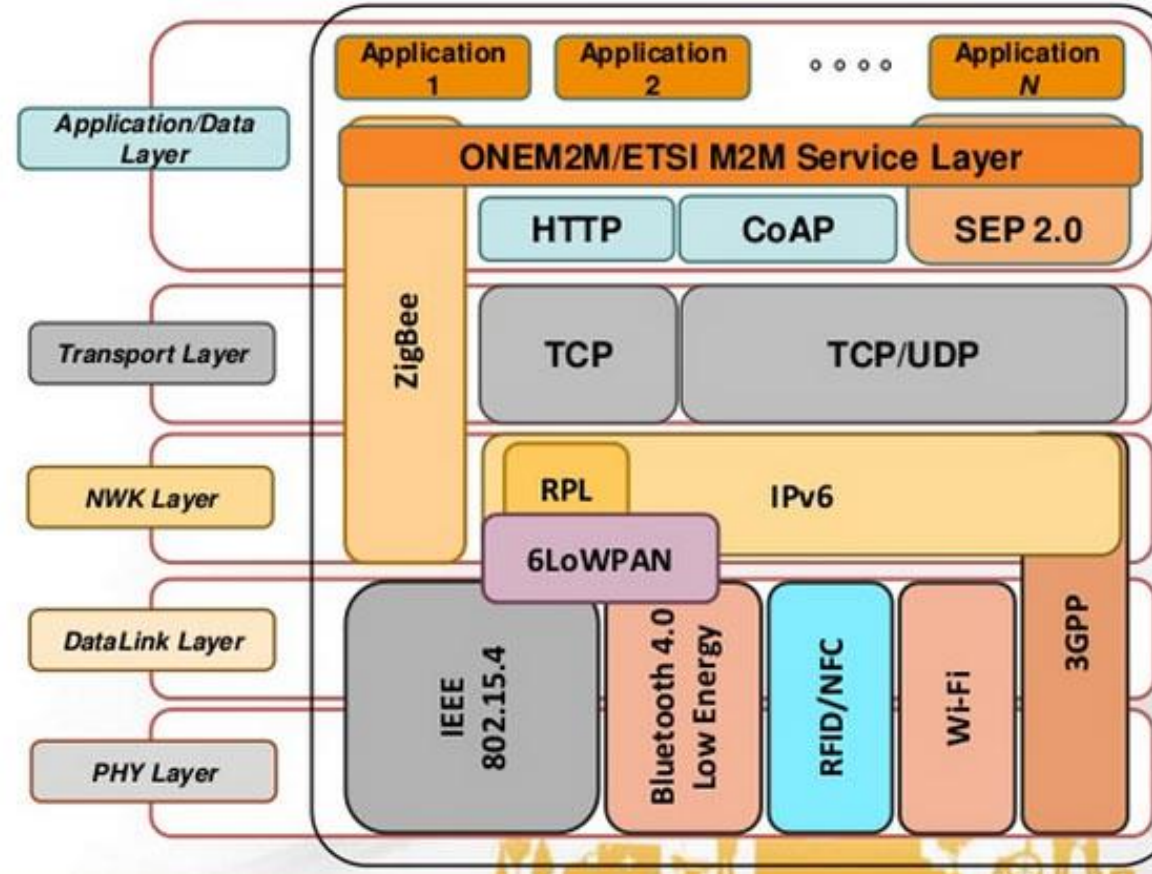 Application
1
Application
2
Application
N
Application/Data
Layer
ONEM2M/ETSI M2M Service Layer
HTTP
CoAP
SEP 2.0
ZigBee
Transport Layer
TCP
TCP/UDP
NWK Layer
RPL
IPv6
6LoWPAN
DataLink Layer
IEEE
802.15.4
Bluetooth 4.0
Low Energy
RFID/NFC
Wi-Fi
3GPP
PHY Layer